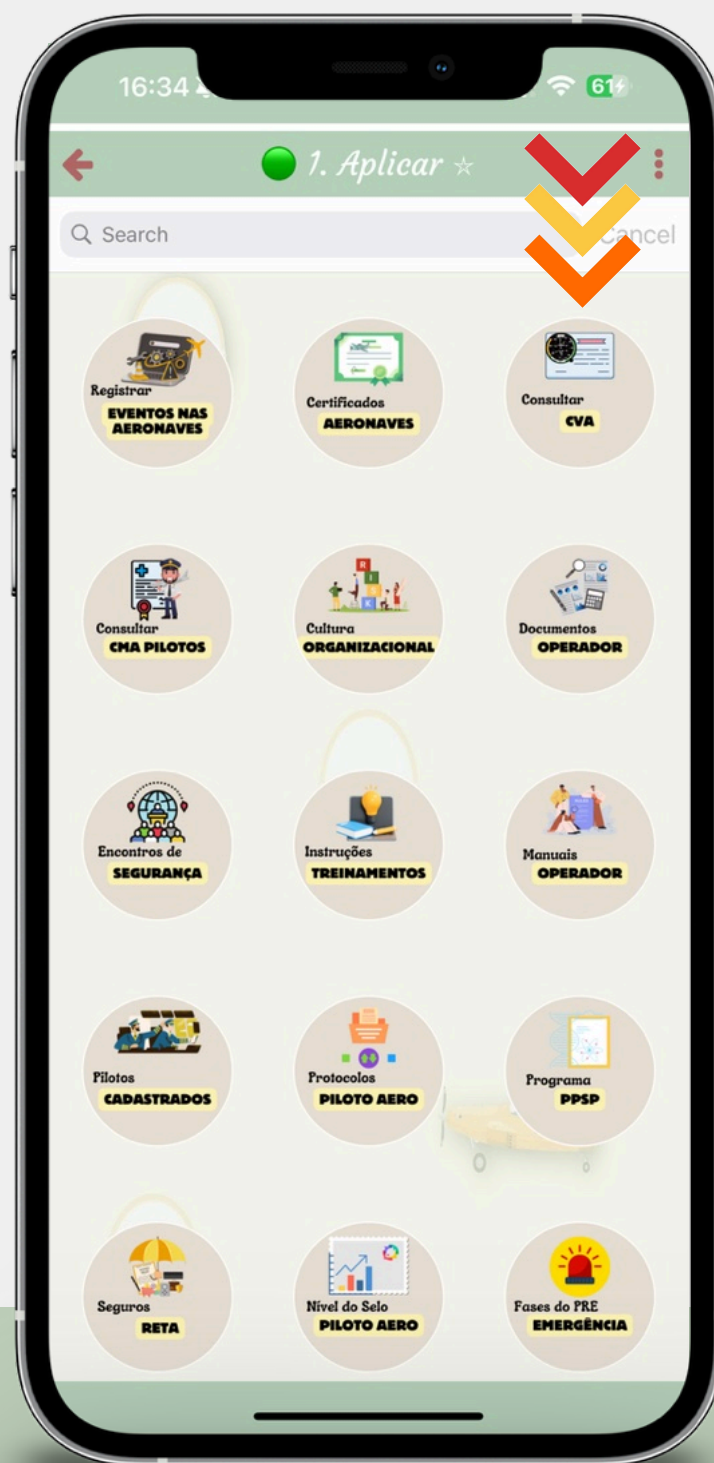 16:34
61
1. Aplicar ☆
Search
Cancel
Registrar
EVENTOS NAS
AERONAVES
Certificados
AERONAVES
Consultar
CVA
Consultar
CMA PILOTOS
R
I
S
K
Cultura
ORGANIZACIONAL
Documentos
OPERADOR
Encontros de
SEGURANÇA
Instruções
TREINAMENTOS
Manuais
OPERADOR
Pilotos
CADASTRADOS
Protocolos
PILOTO AERO
Programa
PPSP
Seguros
RETA
Nível do Selo
PILOTO AERO
Fases do PRE
EMERGÊNCIA